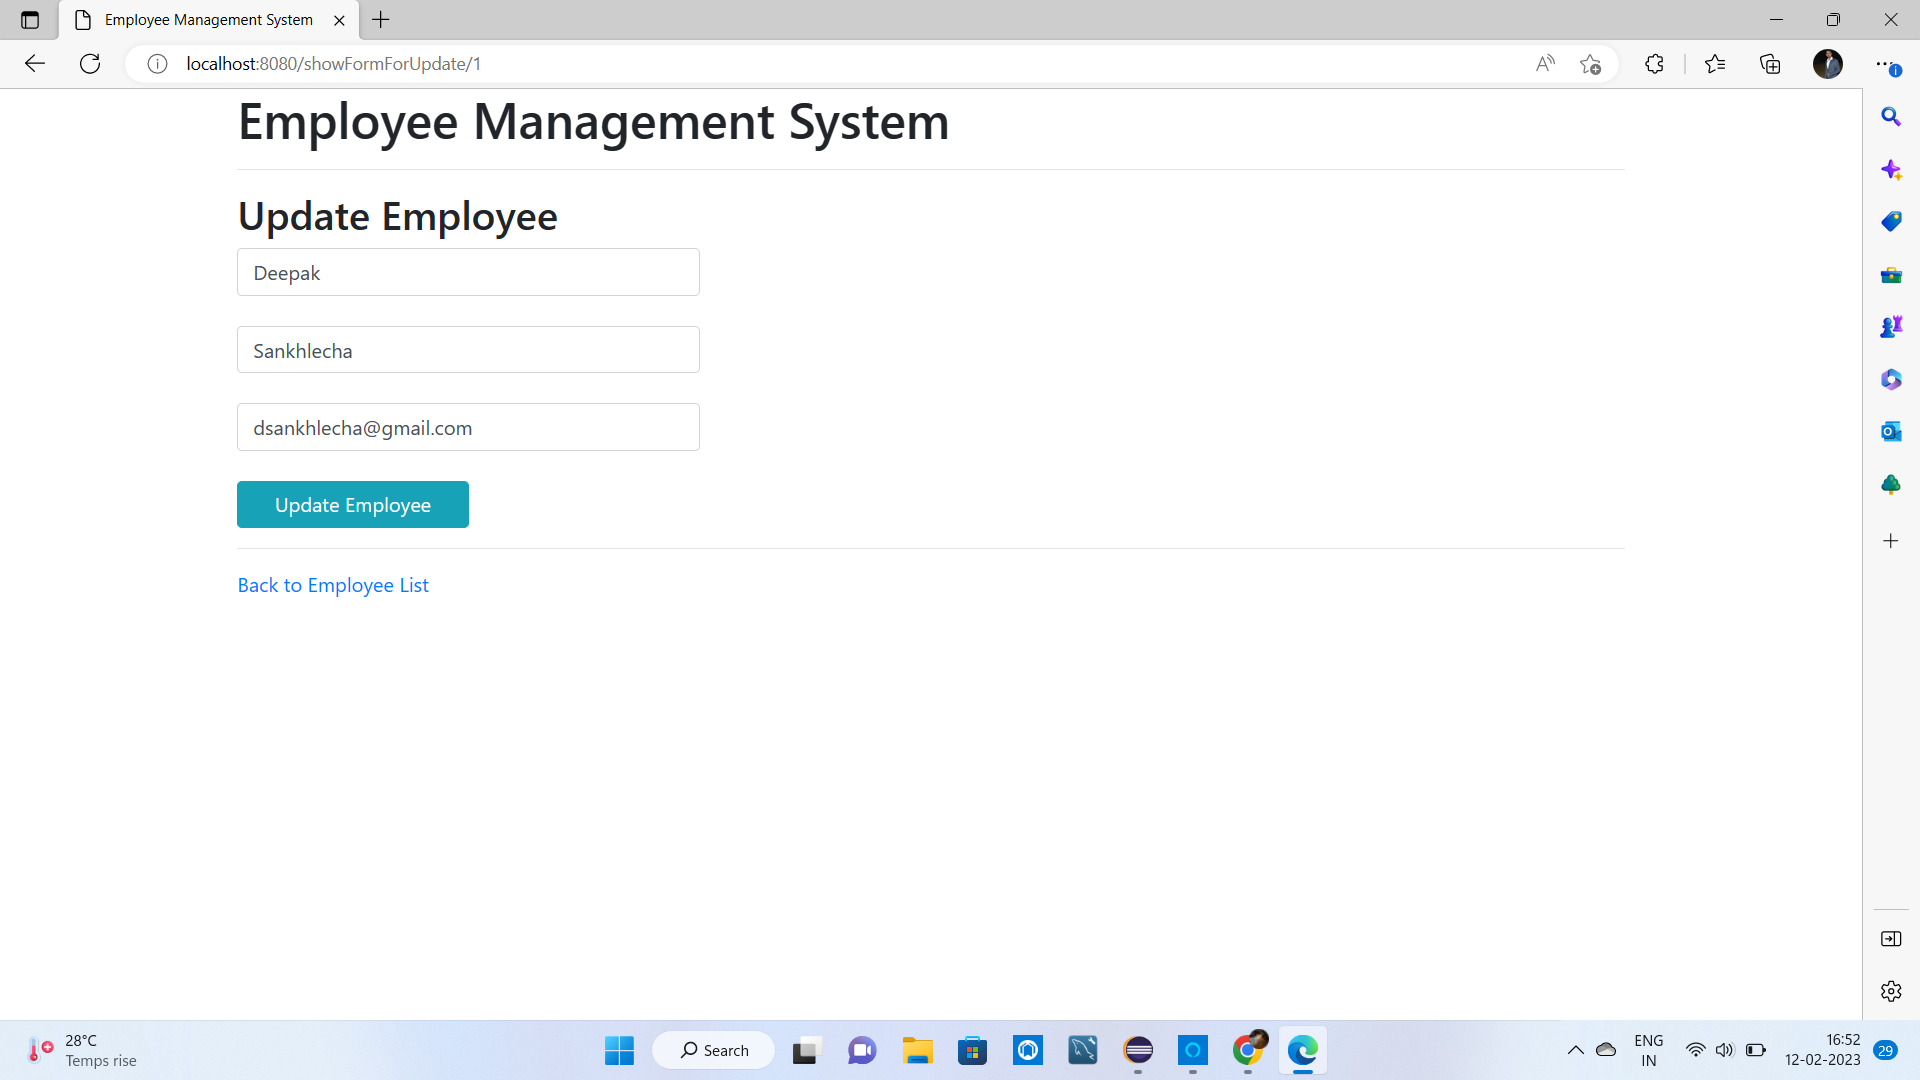 Employee Management System
localhost:8080/showFormForUpdate/1
Employee Management System
Update Employee
Deepak
Sankhlecha
dsankhlecha@gmail.com
Update Employee
Back to Employee List
28°C
Temps rise
Search
ENG
IN
16:52
12-02-2023
29